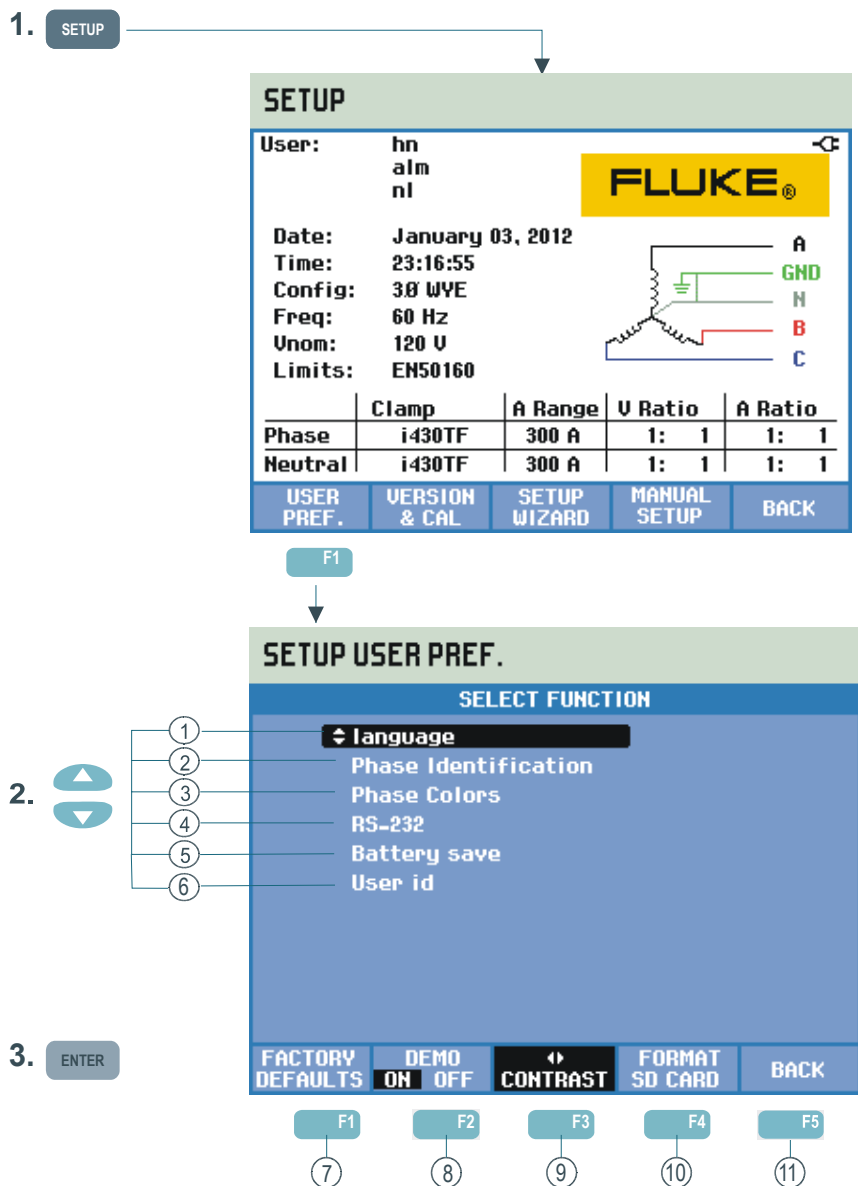 1. SETUP
SETUP
User: hn
alm
nl
FLUKE®
Date: January 03, 2012
Time: 23:16:55
Config: 3Ø WYE
Freq: 60 Hz
Vnom: 120 V
Limits: EN50160
A
GND
N
B
C
Clamp A Range V Ratio A Ratio
Phase i430TF 300 A 1: 1 1: 1
Neutral i430TF 300 A 1: 1 1: 1
USER PREF.
VERSION & CAL
SETUP WIZARD
MANUAL SETUP
BACK
F1
SETUP USER PREF.
SELECT FUNCTION
2.
1 language
2 Phase Identification
3 Phase Colors
4 RS-232
5 Battery save
6 User id
3. ENTER
FACTORY DEFAULTS
DEMO ON OFF
CONTRAST
FORMAT SD CARD
BACK
F1 F2 F3 F4 F5
7 8 9 10 11